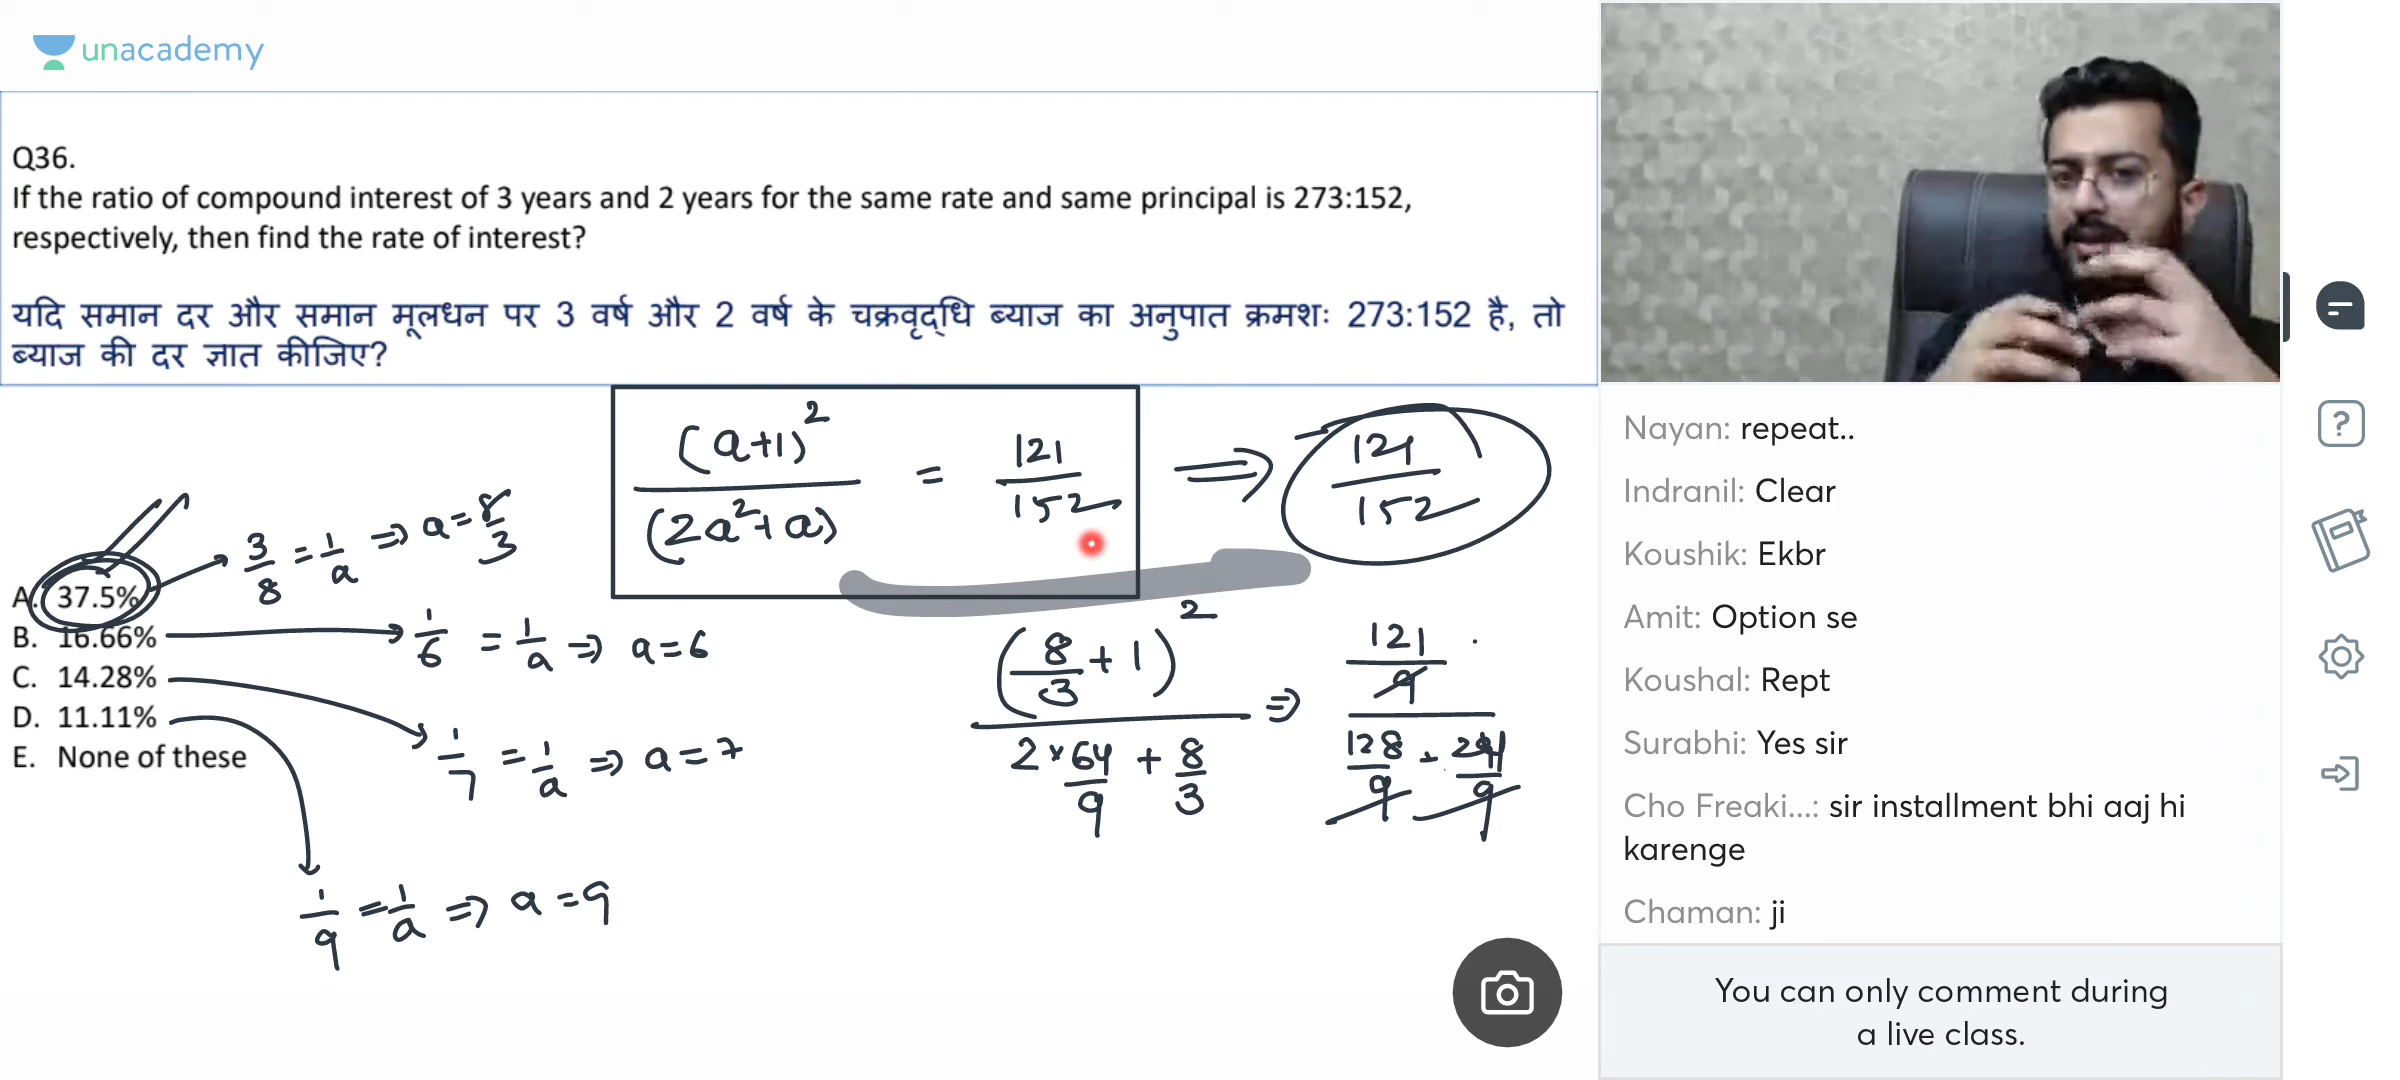 unacademy
Q36.
If the ratio of compound interest of 3 years and 2 years for the same rate and same principal is 273:152,
respectively, then find the rate of interest?
यदि समान दर और समान मूलधन पर 3 वर्ष और 2 वर्ष के चक्रवृद्धि ब्याज का अनुपात क्रमशः 273:152 है, तो
ब्याज की दर ज्ञात कीजिए?
(a+1)² / (2a²+a) = 121/152 ⇒ 121/152
A. 37.5% → 3/8 = 1/a ⇒ a = 8/3
B. 16.66% → 1/6 = 1/a ⇒ a = 6
C. 14.28% → 1/7 = 1/a ⇒ a = 7
D. 11.11% → 1/9 = 1/a ⇒ a = 9
E. None of these
(8/3 + 1)² / (2×64/9 + 8/3) ⇒ 121/9 / 128/9 + 24/9
Nayan: repeat..
Indranil: Clear
Koushik: Ekbr
Amit: Option se
Koushal: Rept
Surabhi: Yes sir
Cho Freaki...: sir installment bhi aaj hi
karenge
Chaman: ji
You can only comment during
a live class.
?